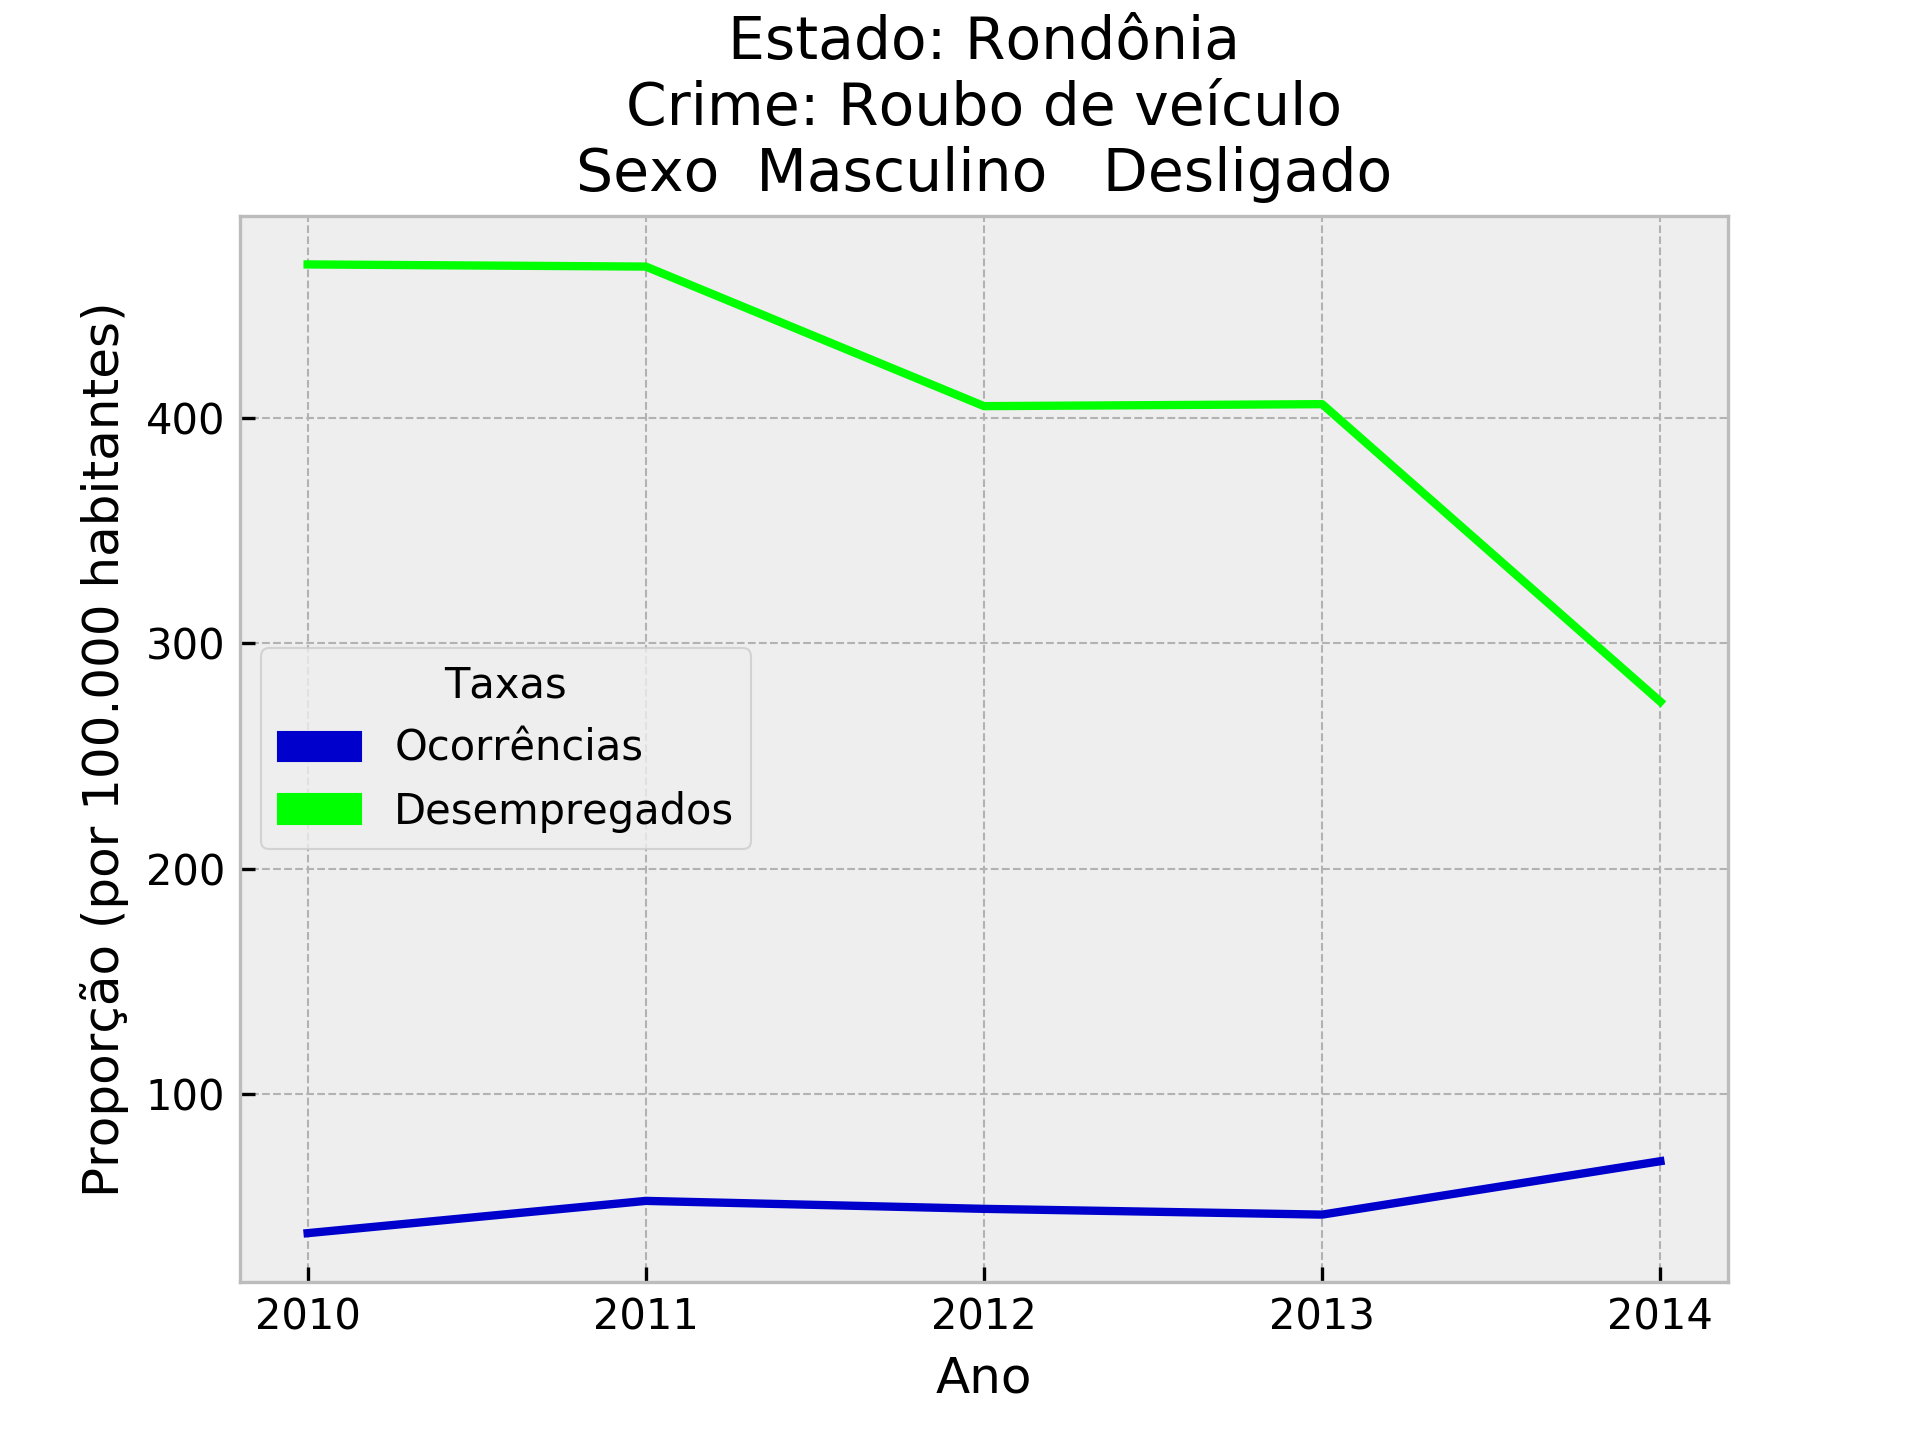 Estado: Rondônia
Crime: Roubo de veículo
Sexo  Masculino   Desligado
Proporção (por 100.000 habitantes)
400
300
200
100
Taxas
Ocorrências
Desempregados
2010 2011 2012 2013 2014
Ano